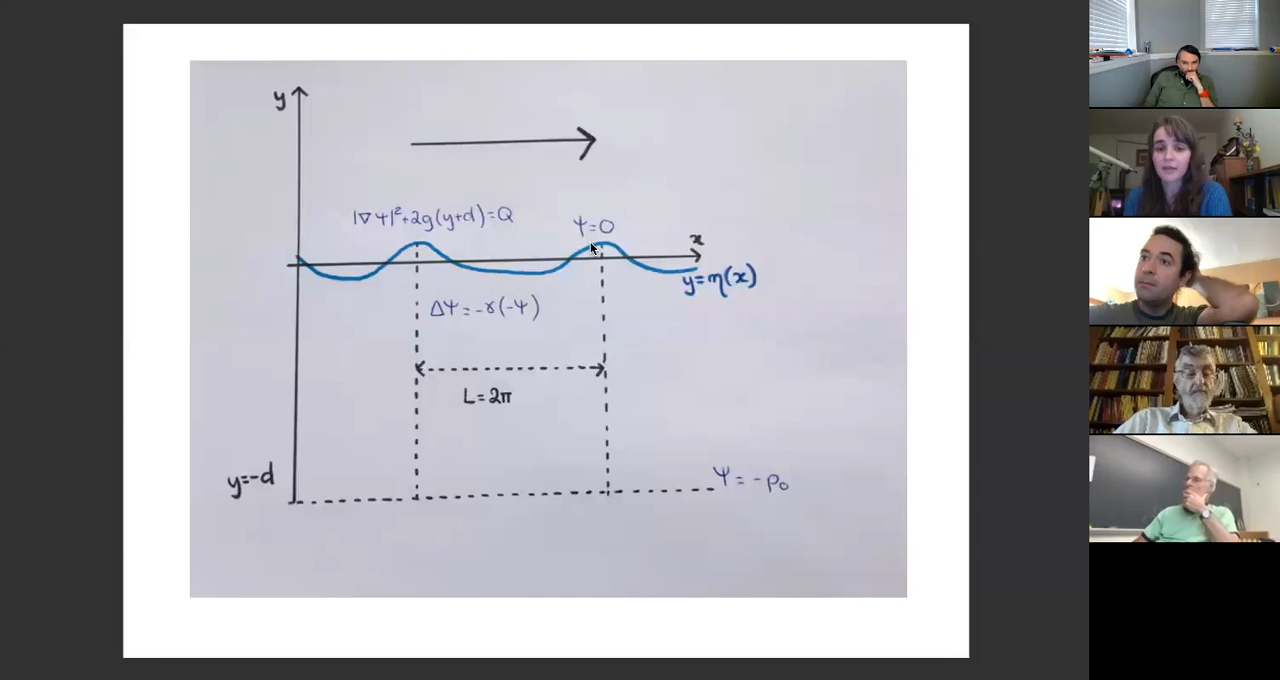 y
|∇ψ|²+2g(y+d)=Q
ψ=0
x
y=η(x)
Δψ=-γ(-ψ)
L=2π
y=-d
ψ=-p₀